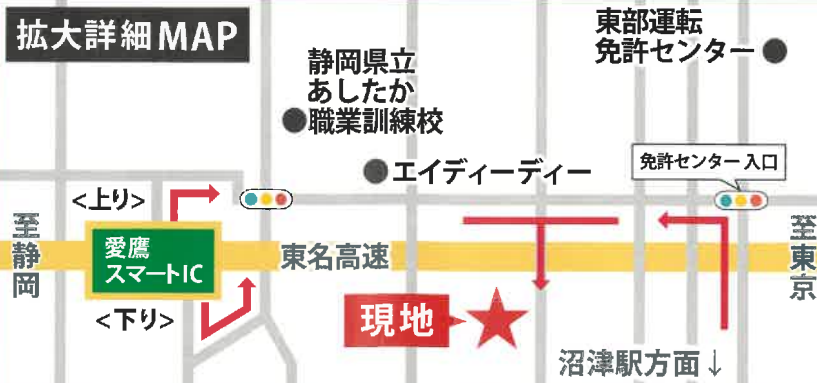 拡大詳細MAP
東部運転
免許センター
静岡県立
あしたか
職業訓練校
エイディーディー
免許センター入口
<上り>
至静岡
愛鷹
スマートIC
東名高速
至東京
<下り>
現地
沼津駅方面↓